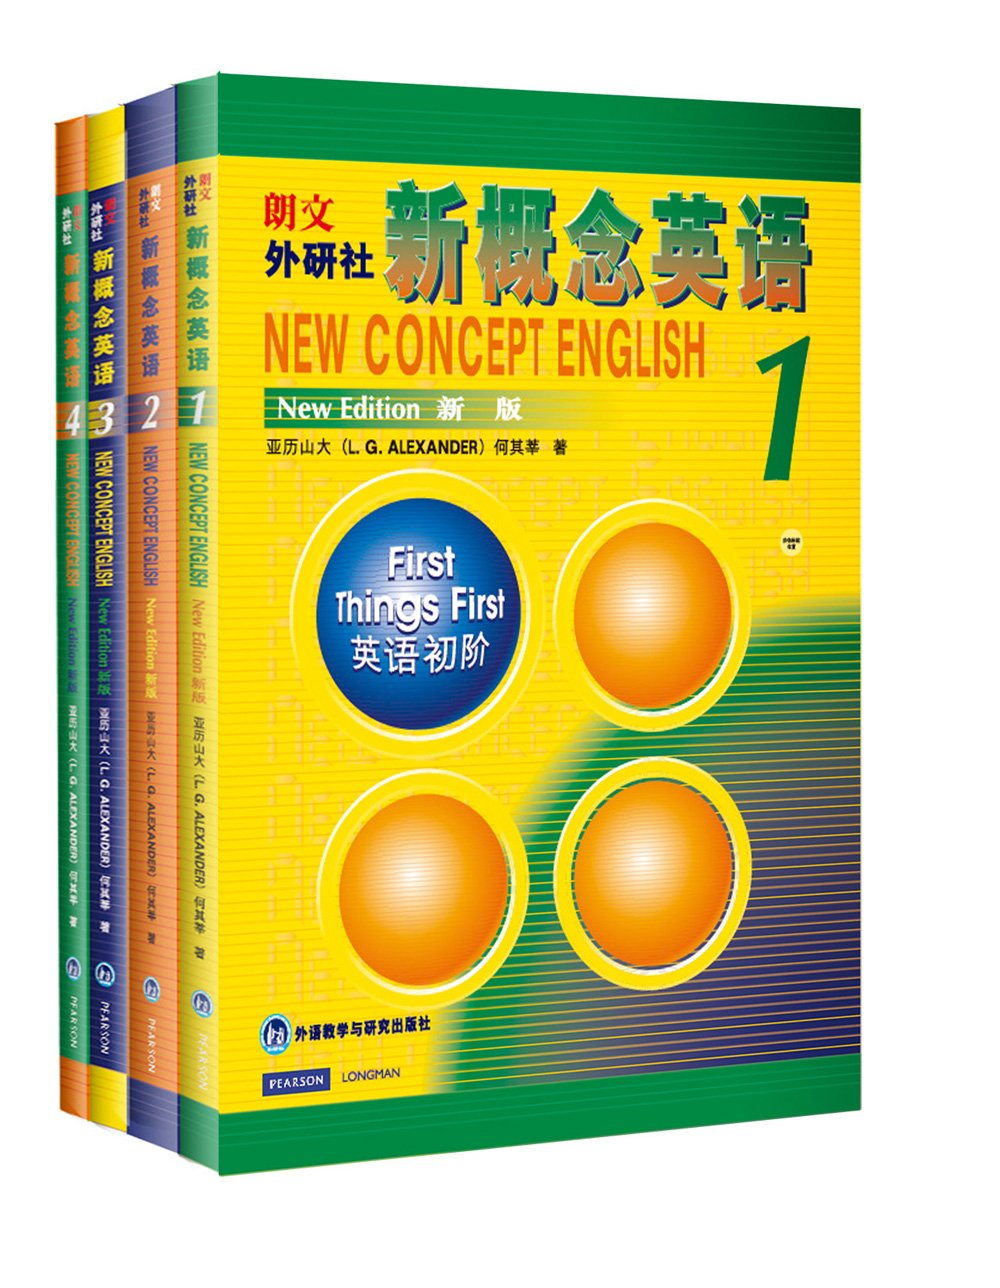 朗文
外研社
新概念英语
NEW CONCEPT ENGLISH
1
New Edition 新 版
亚历山大（L. G. ALEXANDER）何其莘 著
First
Things First
英语初阶
外语教学与研究出版社
PEARSON
LONGMAN
朗文
外研社
新概念英语
1
NEW CONCEPT ENGLISH
New Edition 新版
亚历山大（L. G. ALEXANDER）何其莘 著
PEARSON
朗文
外研社
新概念英语
2
NEW CONCEPT ENGLISH
New Edition 新版
亚历山大（L. G. ALEXANDER）何其莘 著
PEARSON
朗文
外研社
新概念英语
3
NEW CONCEPT ENGLISH
New Edition 新版
亚历山大（L. G. ALEXANDER）何其莘 著
PEARSON
朗文
外研社
新概念英语
4
NEW CONCEPT ENGLISH
New Edition 新版
亚历山大（L. G. ALEXANDER）何其莘 著
PEARSON